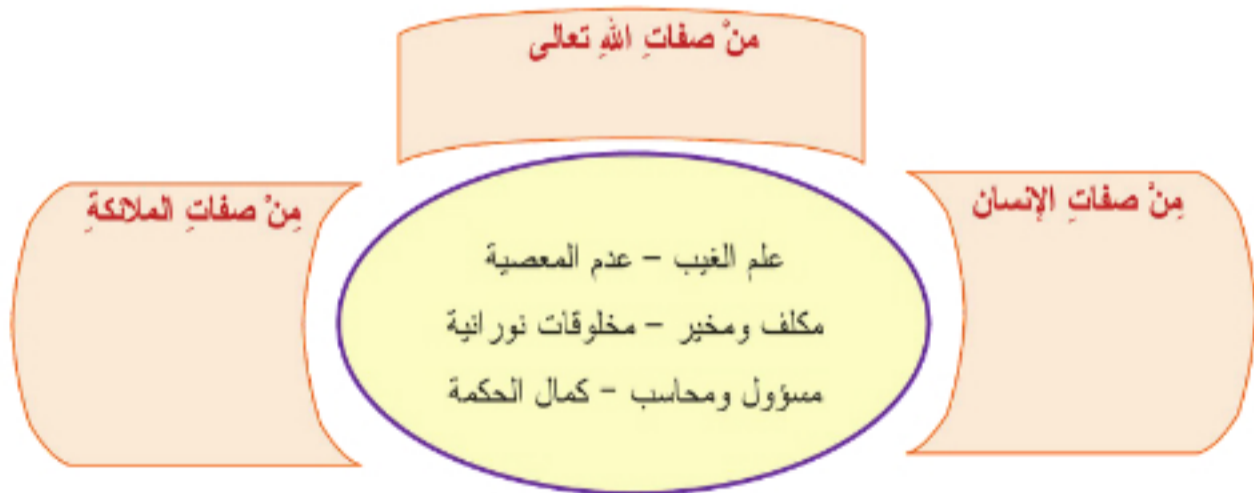 منْ صفاتِ اللهِ تعالى
مِنْ صفاتِ الإنسان
مِنْ صفاتِ الملائكةِ
علم الغيب – عدم المعصية
مكلف ومخير – مخلوقات نورانية
مسؤول ومحاسب – كمال الحكمة